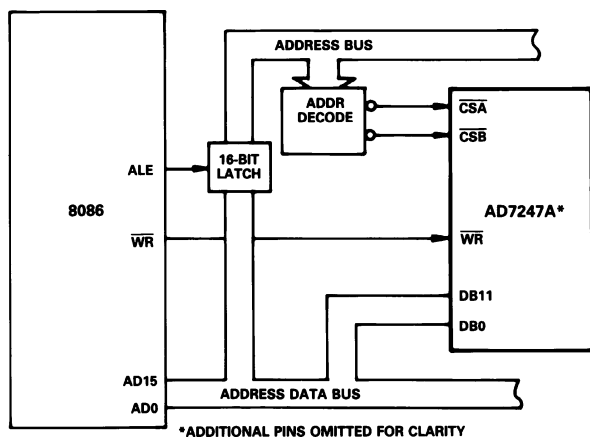 ADDRESS BUS
ADDR
DECODE
CSA
CSB
16-BIT
LATCH
ALE
8086
AD7247A*
WR
WR
DB11
DB0
AD15
ADDRESS DATA BUS
AD0
*ADDITIONAL PINS OMITTED FOR CLARITY